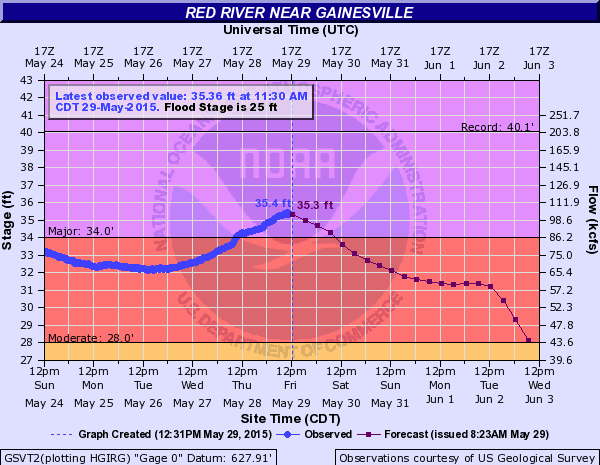 RED RIVER NEAR GAINESVILLE
Universal Time (UTC)
17Z 17Z 17Z 17Z 17Z 17Z 17Z 17Z 17Z 17Z 17Z
May 24 May 25 May 26 May 27 May 28 May 29 May 30 May 31 Jun 1 Jun 2 Jun 3
Latest observed value: 35.36 ft at 11:30 AM
CDT 29-May-2015. Flood Stage is 25 ft
Stage (ft)
43
42
41 251.7
40 203.8
39 165.1
38 145.1
37 126.9
36 111.9
35 98.6
34 86.2
33 75.0
32 65.4
31 57.2
30 52.3
29 47.8
28 43.6
27 39.6
Flow (kcfs)
Record: 40.1'
35.4 ft 35.3 ft
Major: 34.0'
Moderate: 28.0'
NATIONAL OCEANIC AND ATMOSPHERIC ADMINISTRATION
NOAA
U.S. DEPARTMENT OF COMMERCE
12pm 12pm 12pm 12pm 12pm 12pm 12pm 12pm 12pm 12pm 12pm
Sun Mon Tue Wed Thu Fri Sat Sun Mon Tue Wed
May 24 May 25 May 26 May 27 May 28 May 29 May 30 May 31 Jun 1 Jun 2 Jun 3
Site Time (CDT)
Graph Created (12:31PM May 29, 2015) Observed Forecast (issued 8:23AM May 29)
GSVT2(plotting HGIRG) "Gage 0" Datum: 627.91' Observations courtesy of US Geological Survey